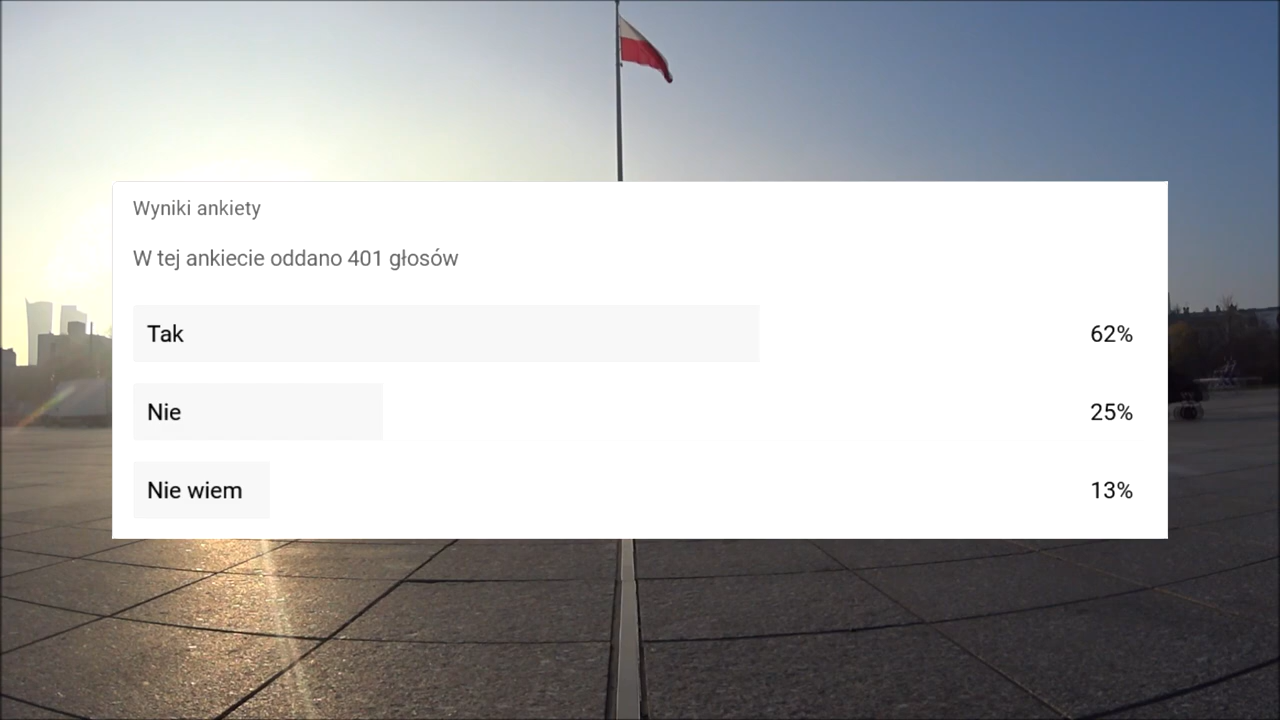 Wyniki ankiety
W tej ankiecie oddano 401 głosów
Tak 62%
Nie 25%
Nie wiem 13%